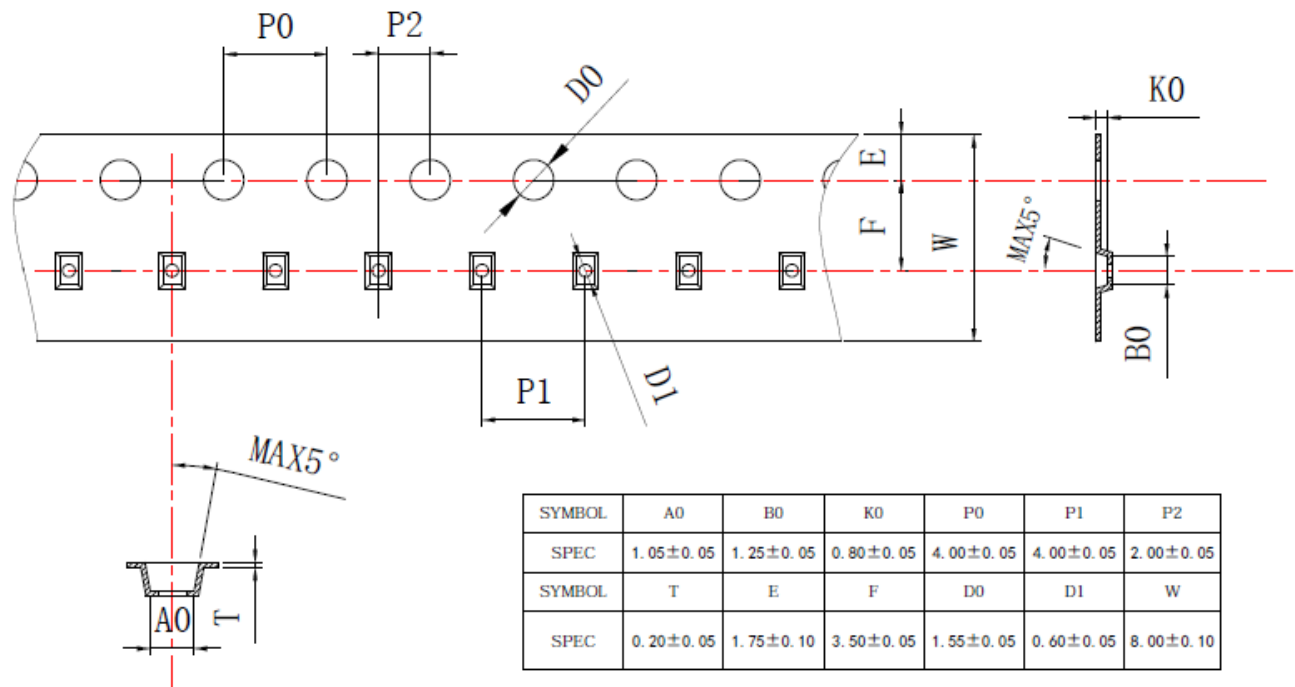 P0
P2
D0
K0
E
F
W
MAX5°
B0
P1
D1
MAX5°
A0
T
SYMBOL A0 B0 K0 P0 P1 P2
SPEC 1.05±0.05 1.25±0.05 0.80±0.05 4.00±0.05 4.00±0.05 2.00±0.05
SYMBOL T E F D0 D1 W
SPEC 0.20±0.05 1.75±0.10 3.50±0.05 1.55±0.05 0.60±0.05 8.00±0.10